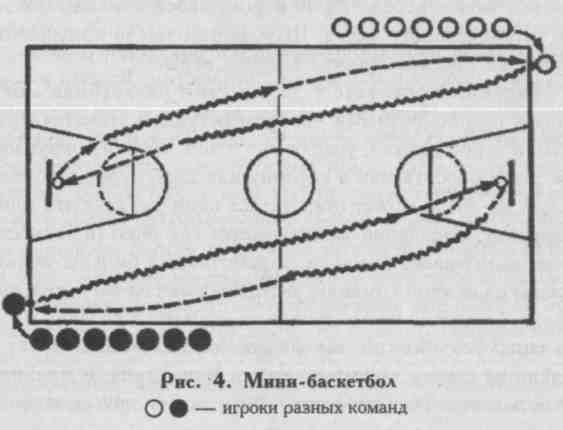 Рис. 4. Мини-баскетбол
— игроки разных команд